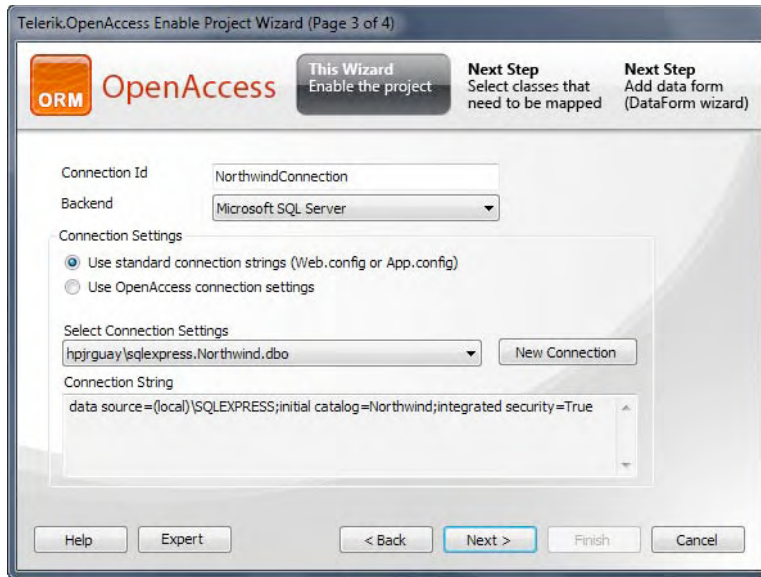 Telerik.OpenAccess Enable Project Wizard (Page 3 of 4)
ORM OpenAccess
This Wizard
Enable the project
Next Step
Select classes that
need to be mapped
Next Step
Add data form
(DataForm wizard)
Connection Id NorthwindConnection
Backend Microsoft SQL Server
Connection Settings
Use standard connection strings (Web.config or App.config)
Use OpenAccess connection settings
Select Connection Settings
hpjrguay\sqlexpress.Northwind.dbo New Connection
Connection String
data source=(local)\SQLEXPRESS;initial catalog=Northwind;integrated security=True
Help Expert < Back Next > Finish Cancel